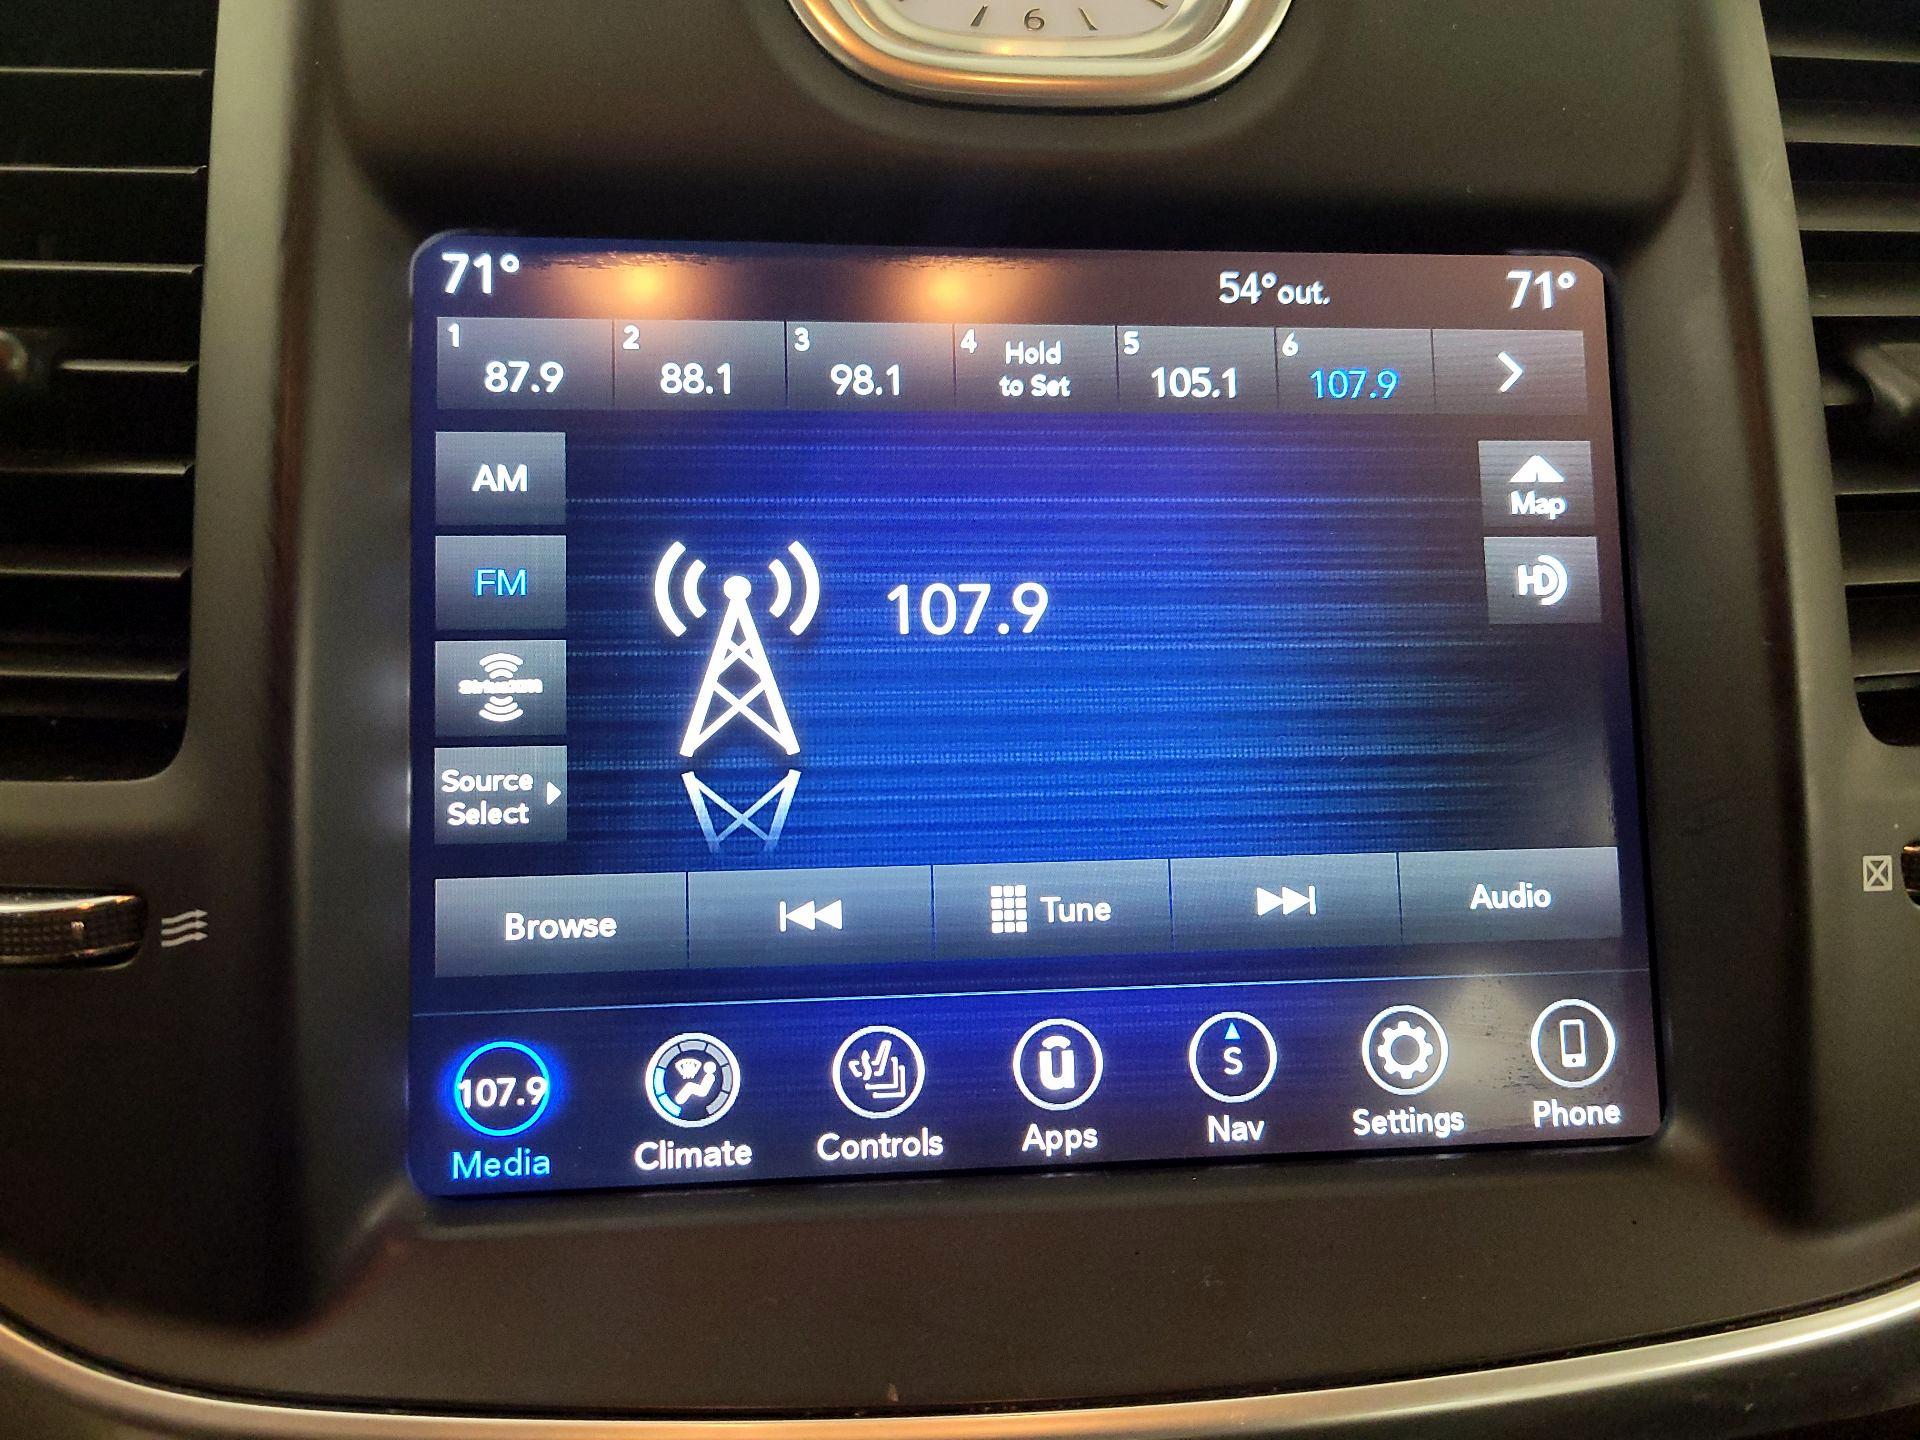 6
71° 54°out. 71°
1 2 3 4 Hold 5 6
87.9 88.1 98.1 to Set 105.1 107.9
AM
Map
FM
107.9
HD
Source
Select
Browse Tune Audio
107.9 u S
Media Climate Controls Apps Nav Settings Phone